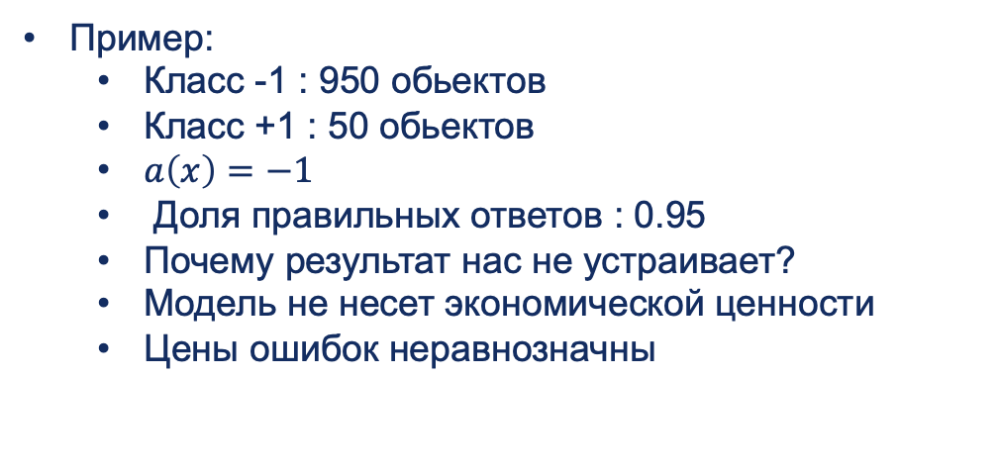 • Пример:
• Класс -1 : 950 обьектов
• Класс +1 : 50 обьектов
• a(x) = −1
• Доля правильных ответов : 0.95
• Почему результат нас не устраивает?
• Модель не несет экономической ценности
• Цены ошибок неравнозначны